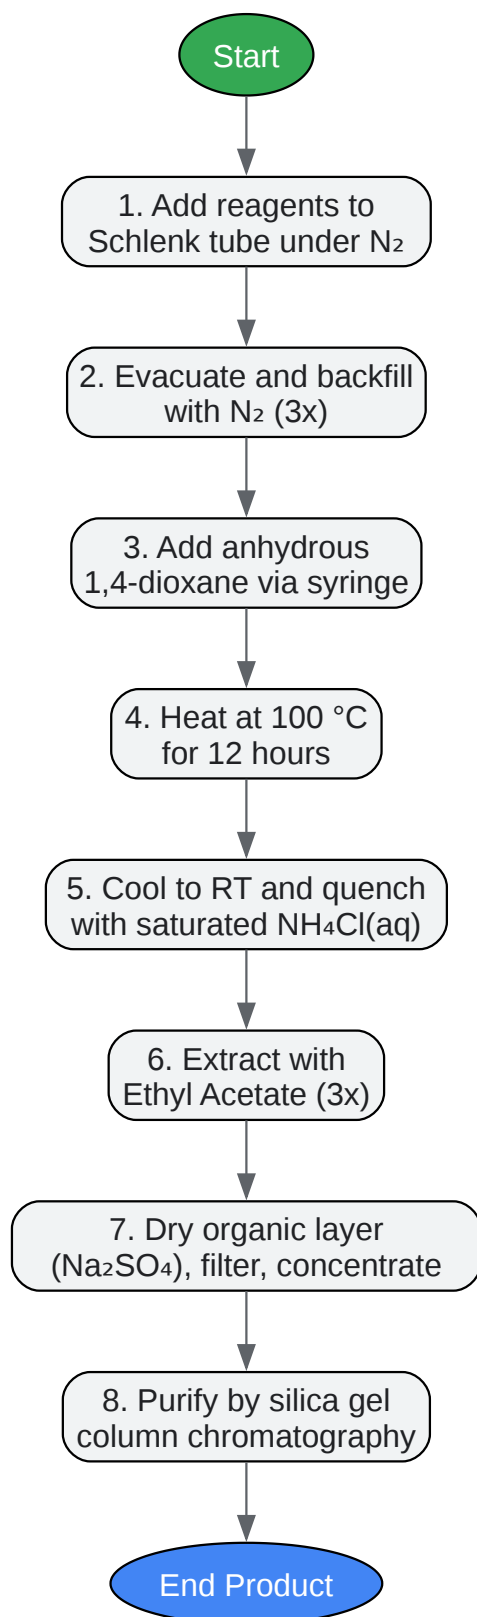 Start
1. Add reagents to
Schlenk tube under N₂
2. Evacuate and backfill
with N₂ (3x)
3. Add anhydrous
1,4-dioxane via syringe
4. Heat at 100 °C
for 12 hours
5. Cool to RT and quench
with saturated NH₄Cl(aq)
6. Extract with
Ethyl Acetate (3x)
7. Dry organic layer
(Na₂SO₄), filter, concentrate
8. Purify by silica gel
column chromatography
End Product